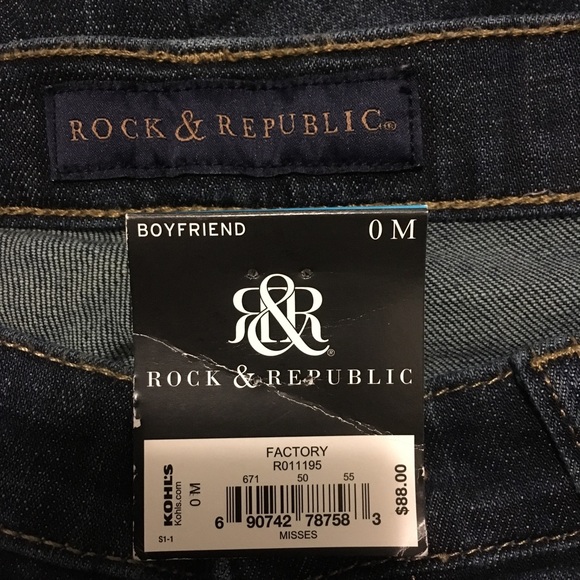 ROCK & REPUBLIC
BOYFRIEND 0 M
R&R®
ROCK & REPUBLIC
FACTORY
R011195
671 50 55
6 90742 78758 3
MISSES
KOHL'S
Kohls.com
0 M
S1-1
$88.00